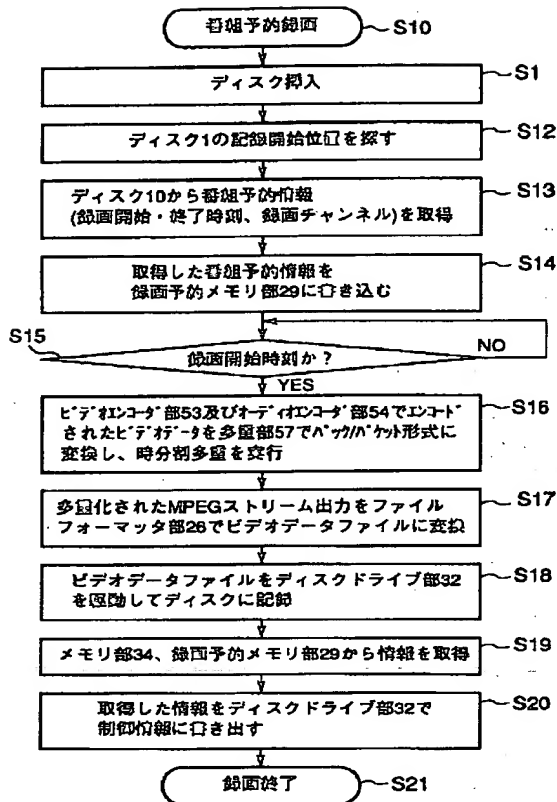 番組予約録画 S10
ディスク挿入 S1
ディスク1の記録開始位置を探す S12
ディスク10から番組予約情報 S13
(録画開始・終了時刻、録画チャンネル)を取得
取得した番組予約情報を S14
録画予約メモリ部29に書き込む
S15 録画開始時刻か？ NO
YES
ビデオエンコーダ部53及びオーディオエンコーダ部54でエンコード S16
されたビデオデータを多重部57でパック/パケット形式に
変換し、時分割多重を実行
多重化されたMPEGストリーム出力をファイル S17
フォーマッタ部26でビデオデータファイルに変換
ビデオデータファイルをディスクドライブ部32 S18
を駆動してディスクに記録
メモリ部34、録画予約メモリ部29から情報を取得 S19
取得した情報をディスクドライブ部32で S20
制御情報に書き出す
録画終了 S21